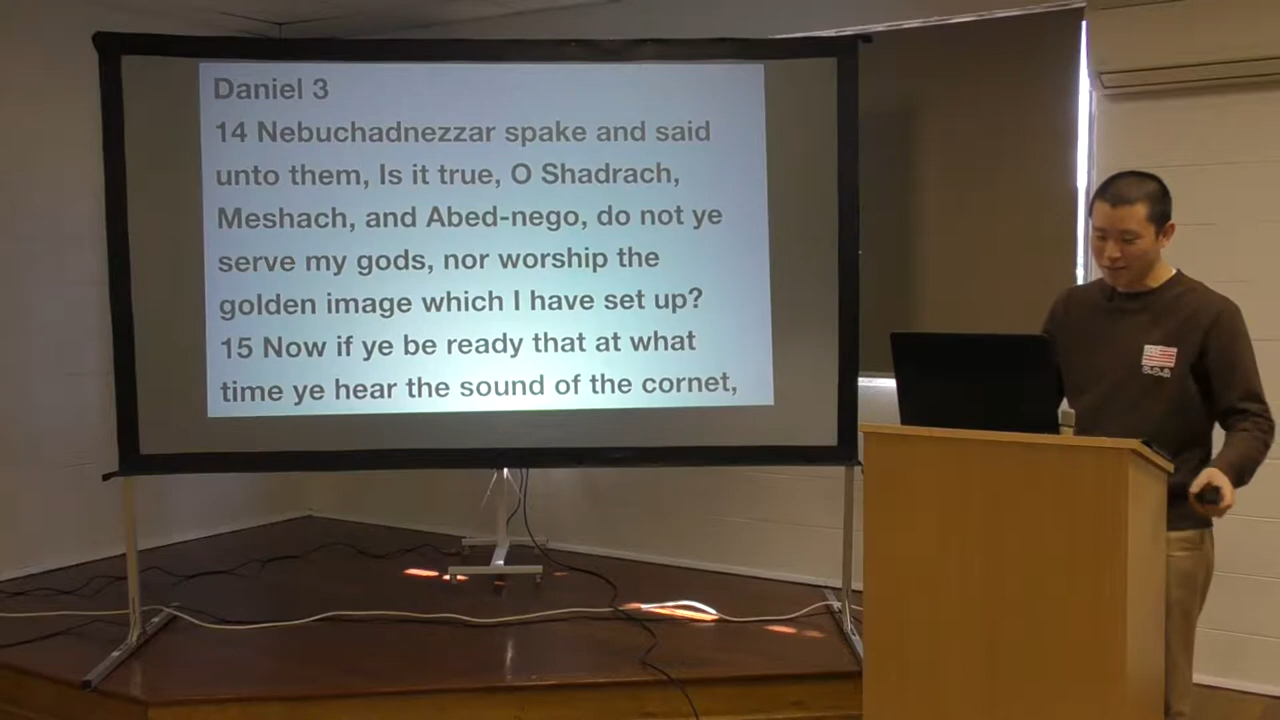 Daniel 3
14 Nebuchadnezzar spake and said
unto them, Is it true, O Shadrach,
Meshach, and Abed-nego, do not ye
serve my gods, nor worship the
golden image which I have set up?
15 Now if ye be ready that at what
time ye hear the sound of the cornet,